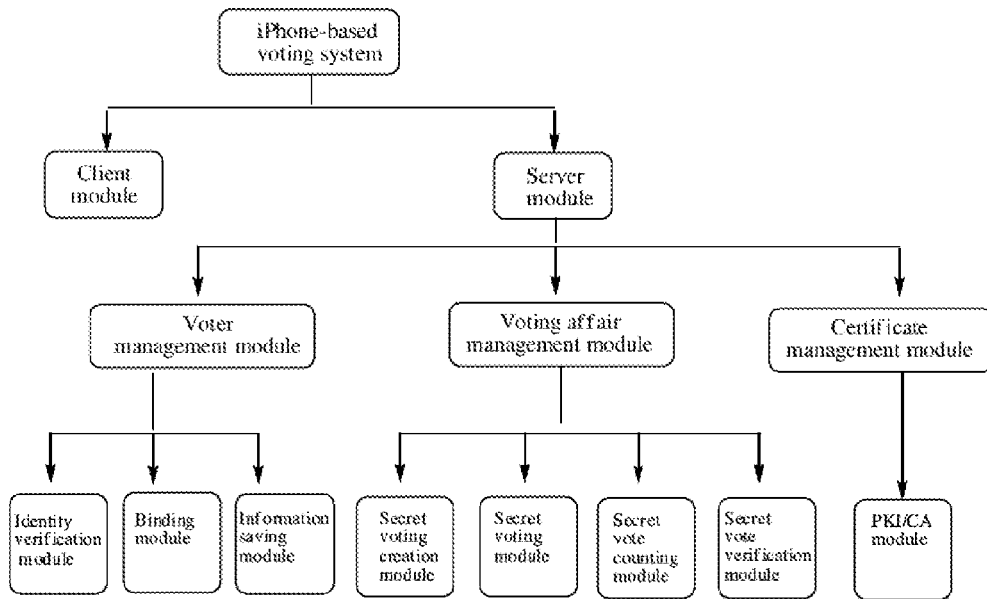 iPhone-based
voting system
Client
module
Server
module
Voter
management module
Voting affair
management module
Certificate
management module
Identity
verification
module
Binding
module
Information
saving
module
Secret
voting
creation
module
Secret
voting
module
Secret
vote
counting
module
Secret
vote
verification
module
PKI/CA
module